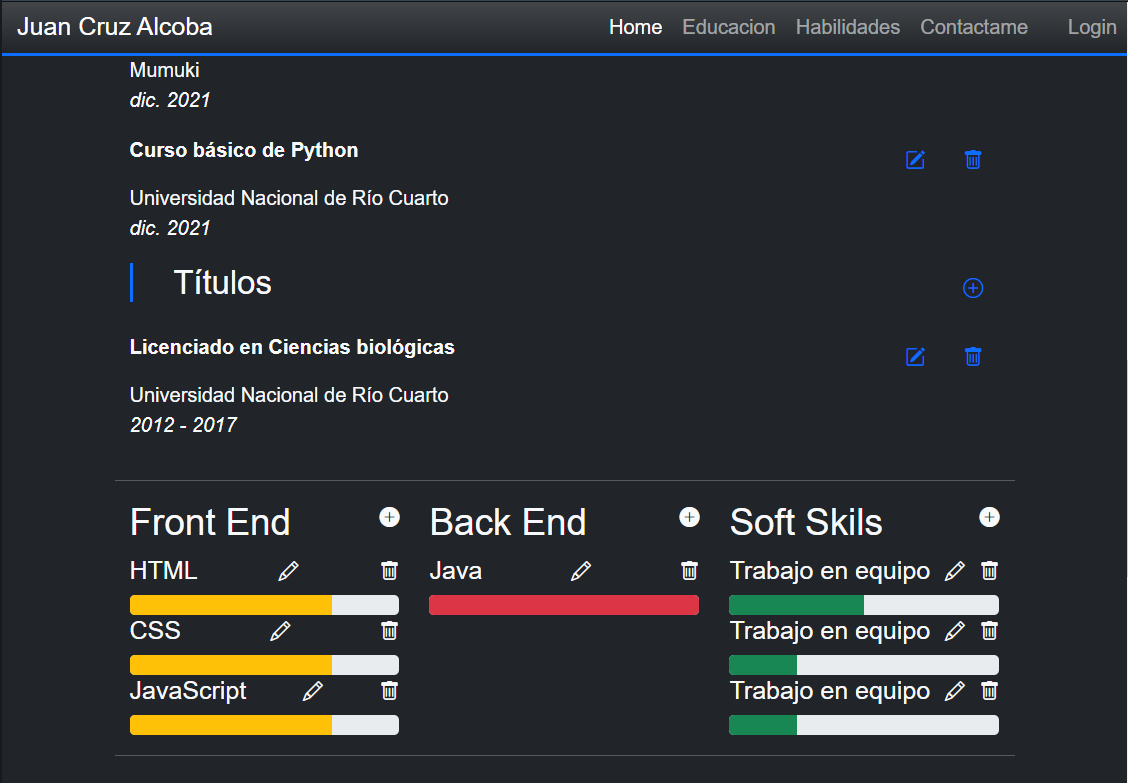 Juan Cruz Alcoba Home Educacion Habilidades Contactame Login
Mumuki
dic. 2021
Curso básico de Python
Universidad Nacional de Río Cuarto
dic. 2021
Títulos
Licenciado en Ciencias biológicas
Universidad Nacional de Río Cuarto
2012 - 2017
Front End
HTML
CSS
JavaScript
Back End
Java
Soft Skils
Trabajo en equipo
Trabajo en equipo
Trabajo en equipo